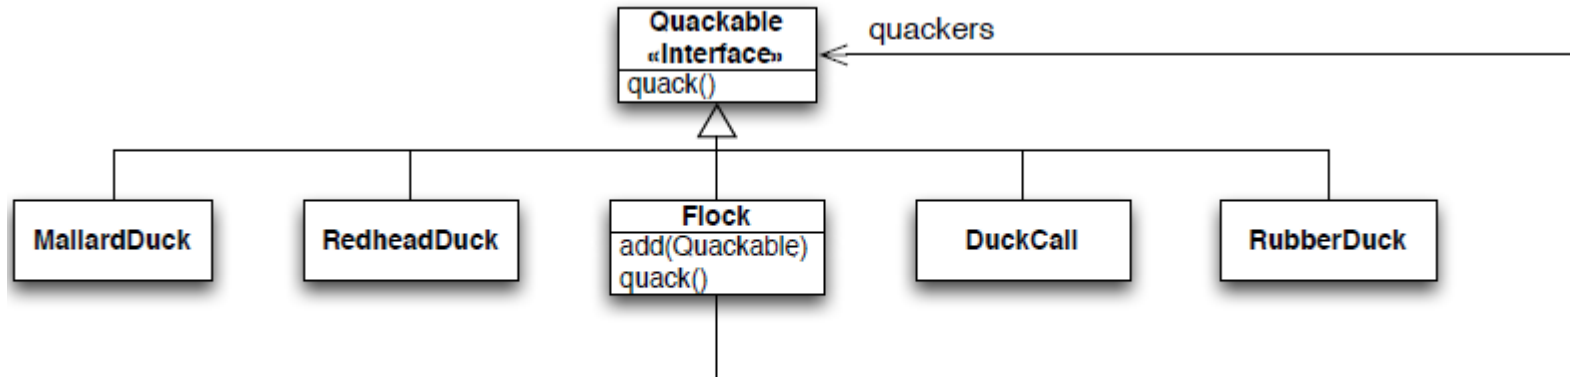 Quackable
«Interface»
quack()
quackers
MallardDuck
RedheadDuck
Flock
add(Quackable)
quack()
DuckCall
RubberDuck